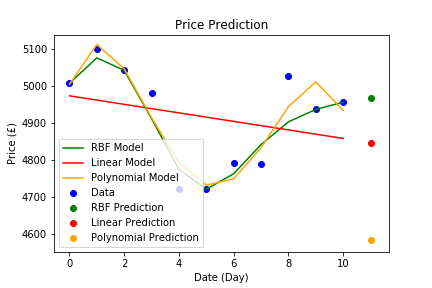 Price Prediction
Price (£)
5100
5000
4900
4800
4700
4600
RBF Model
Linear Model
Polynomial Model
Data
RBF Prediction
Linear Prediction
Polynomial Prediction
0 2 4 6 8 10
Date (Day)